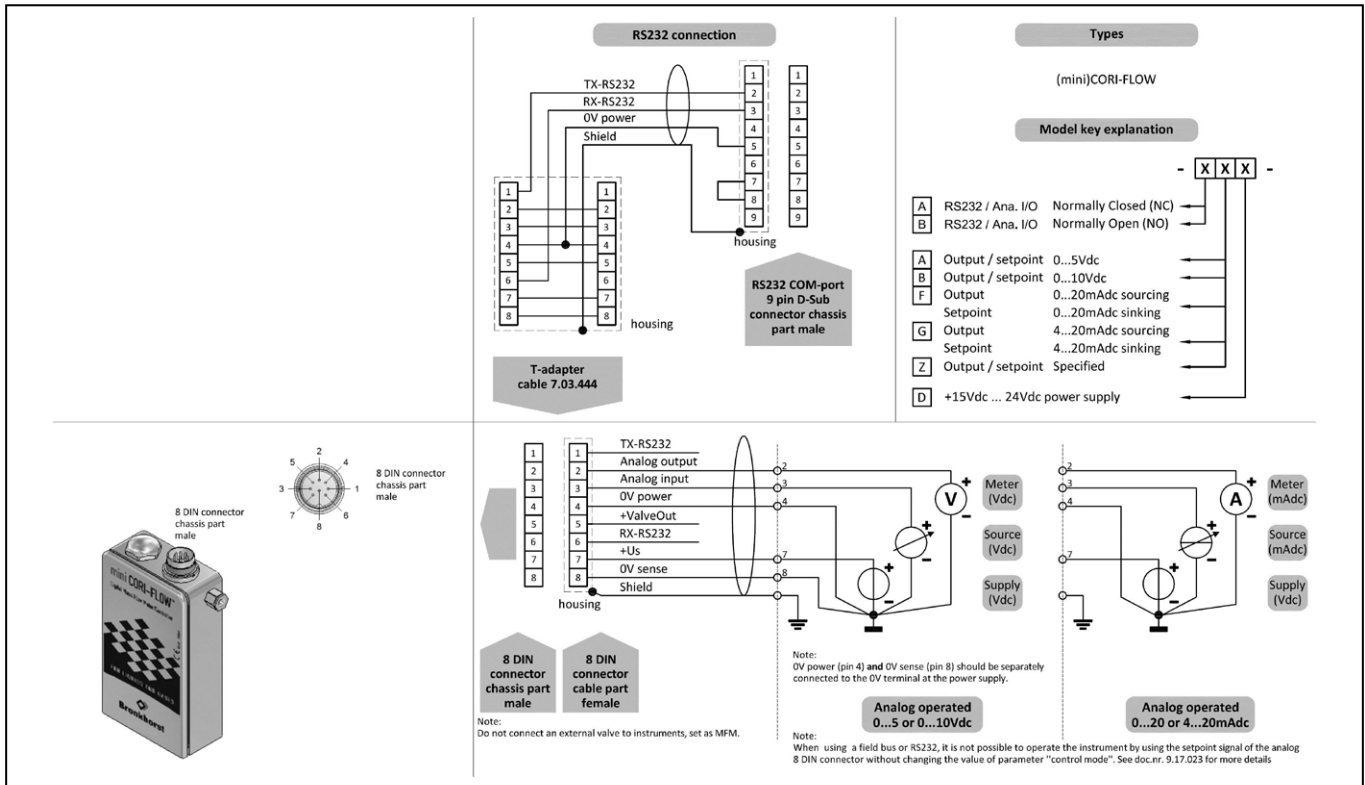 RS232 connection
TX-RS232
RX-RS232
0V power
Shield
1
2
3
4
5
6
7
8
9
1
2
3
4
5
6
7
8
9
housing
1
2
3
4
5
6
7
8
1
2
3
4
5
6
7
8
housing
RS232 COM-port
9 pin D-Sub
connector chassis
part male
T-adapter
cable 7.03.444
Types
(mini)CORI-FLOW
Model key explanation
- X X X -
A RS232 / Ana. I/O Normally Closed (NC)
B RS232 / Ana. I/O Normally Open (NO)
A Output / setpoint 0...5Vdc
B Output / setpoint 0...10Vdc
F Output 0...20mAdc sourcing
Setpoint 0...20mAdc sinking
G Output 4...20mAdc sourcing
Setpoint 4...20mAdc sinking
Z Output / setpoint Specified
D +15Vdc ... 24Vdc power supply
2
5 4
3 1
7 6
8
8 DIN connector
chassis part
male
8 DIN connector
chassis part
male
mini CORI-FLOW
Bronkhorst
1
2
3
4
5
6
7
8
1
2
3
4
5
6
7
8
housing
TX-RS232
Analog output
Analog input
0V power
+ValveOut
RX-RS232
+Us
0V sense
Shield
2
3
4
7
8
V
+
−
+
−
+
−
Meter
(Vdc)
Source
(Vdc)
Supply
(Vdc)
2
3
4
7
A
+
−
+
−
+
−
Meter
(mAdc)
Source
(mAdc)
Supply
(Vdc)
8 DIN
connector
chassis part
male
8 DIN
connector
cable part
female
Note:
Do not connect an external valve to instruments, set as MFM.
Note:
0V power (pin 4) and 0V sense (pin 8) should be separately
connected to the 0V terminal at the power supply.
Analog operated
0...5 or 0...10Vdc
Analog operated
0...20 or 4...20mAdc
Note:
When using a field bus or RS232, it is not possible to operate the instrument by using the setpoint signal of the analog
8 DIN connector without changing the value of parameter "control mode". See doc.nr. 9.17.023 for more details